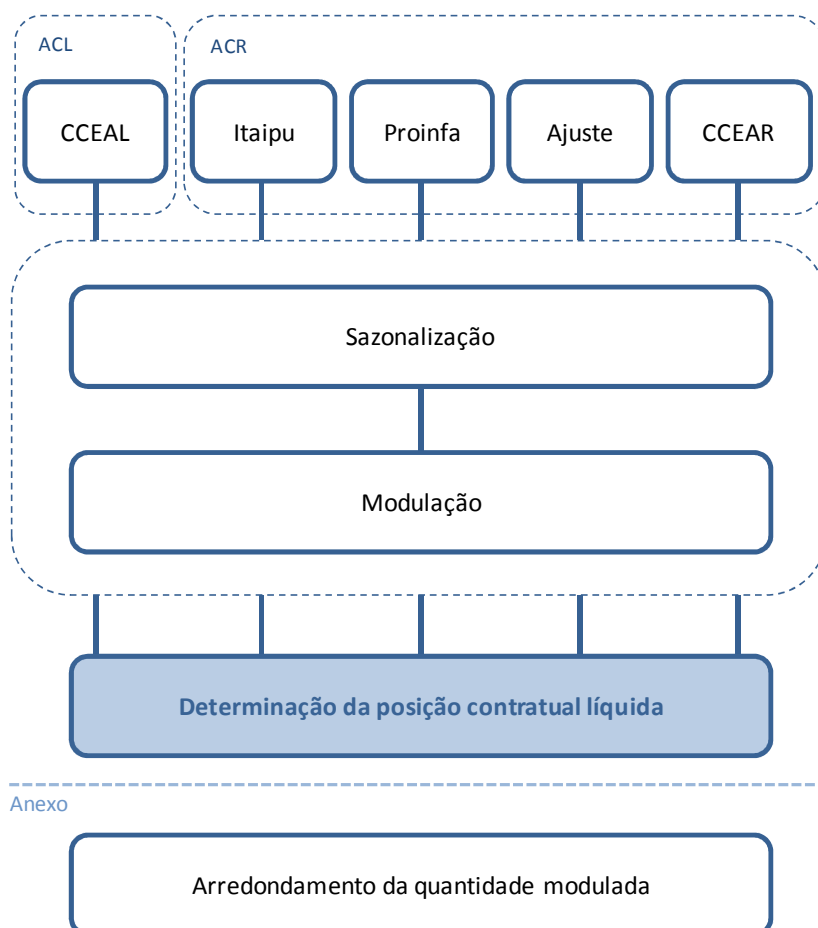 ACL
ACR
CCEAL
Itaipu
Proinfa
Ajuste
CCEAR
Sazonalização
Modulação
Determinação da posição contratual líquida
Anexo
Arredondamento da quantidade modulada